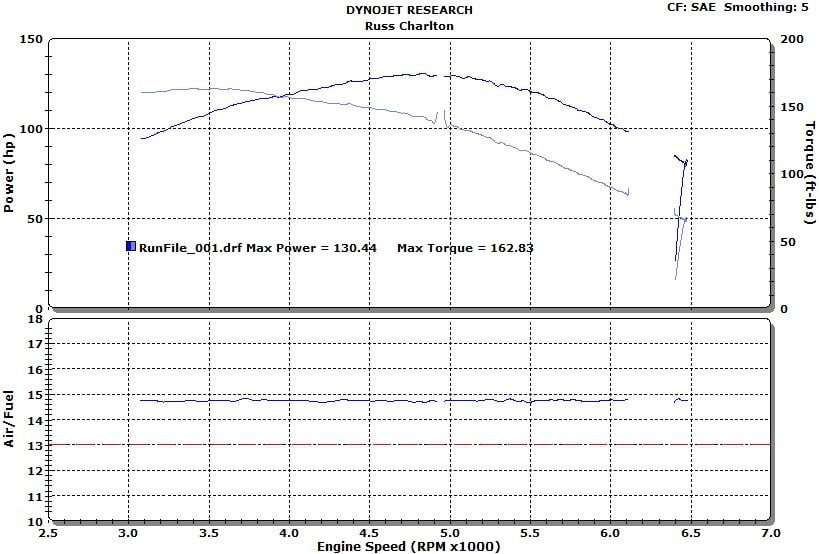 DYNOJET RESEARCH
CF: SAE Smoothing: 5
Russ Charlton
150
200
100
150
100
50
50
0
0
Power (hp)
Torque (ft-lbs)
RunFile_001.drf Max Power = 130.44 Max Torque = 162.83
18
17
16
15
14
13
12
11
10
Air/Fuel
2.5 3.0 3.5 4.0 4.5 5.0 5.5 6.0 6.5 7.0
Engine Speed (RPM x1000)